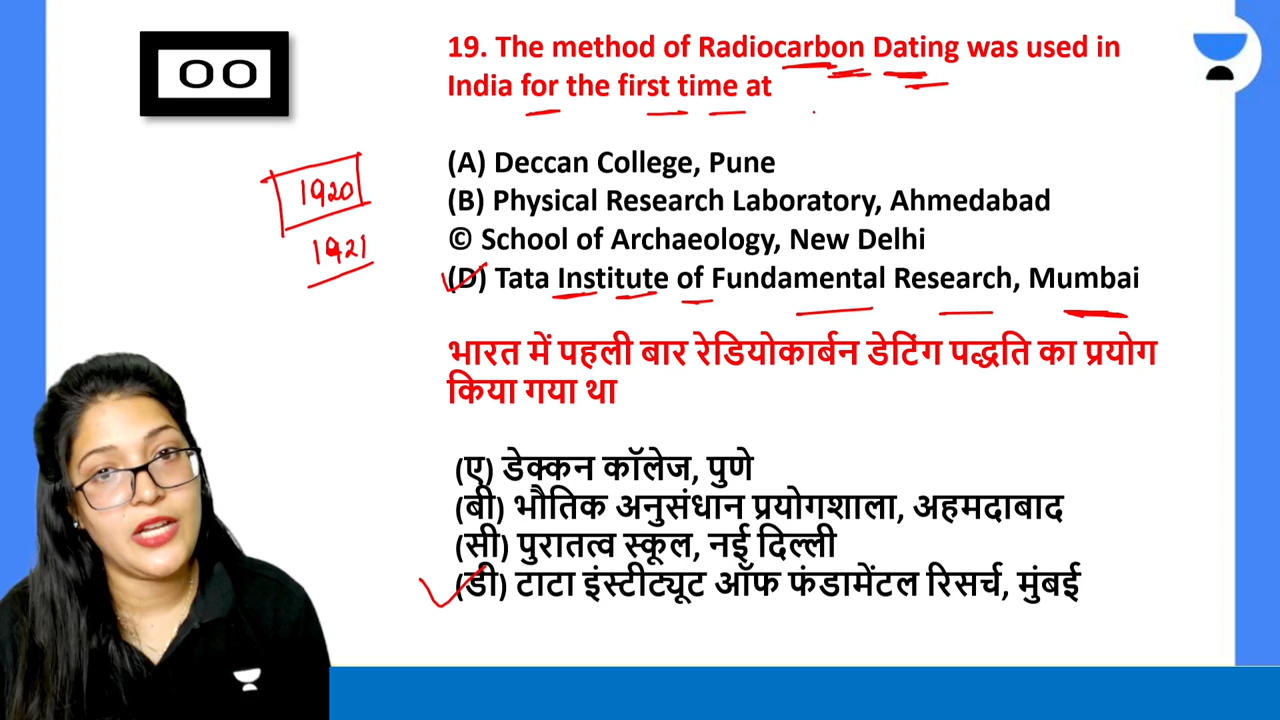 00
19. The method of Radiocarbon Dating was used in
India for the first time at
1920
1921
(A) Deccan College, Pune
(B) Physical Research Laboratory, Ahmedabad
© School of Archaeology, New Delhi
(D) Tata Institute of Fundamental Research, Mumbai
भारत में पहली बार रेडियोकार्बन डेटिंग पद्धति का प्रयोग
किया गया था
(ए) डेक्कन कॉलेज, पुणे
(बी) भौतिक अनुसंधान प्रयोगशाला, अहमदाबाद
(सी) पुरातत्व स्कूल, नई दिल्ली
(डी) टाटा इंस्टीट्यूट ऑफ फंडामेंटल रिसर्च, मुंबई